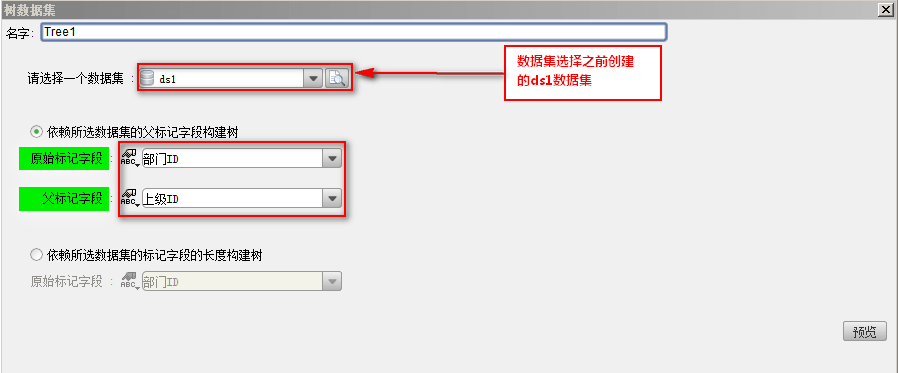 树数据集
名字: Tree1
请选择一个数据集 : ds1
数据集选择之前创建
的ds1数据集
依赖所选数据集的父标记字段构建树
原始标记字段 : ABC 部门ID
父标记字段 : ABC 上级ID
依赖所选数据集的标记字段的长度构建树
原始标记字段 : ABC 部门ID
预览